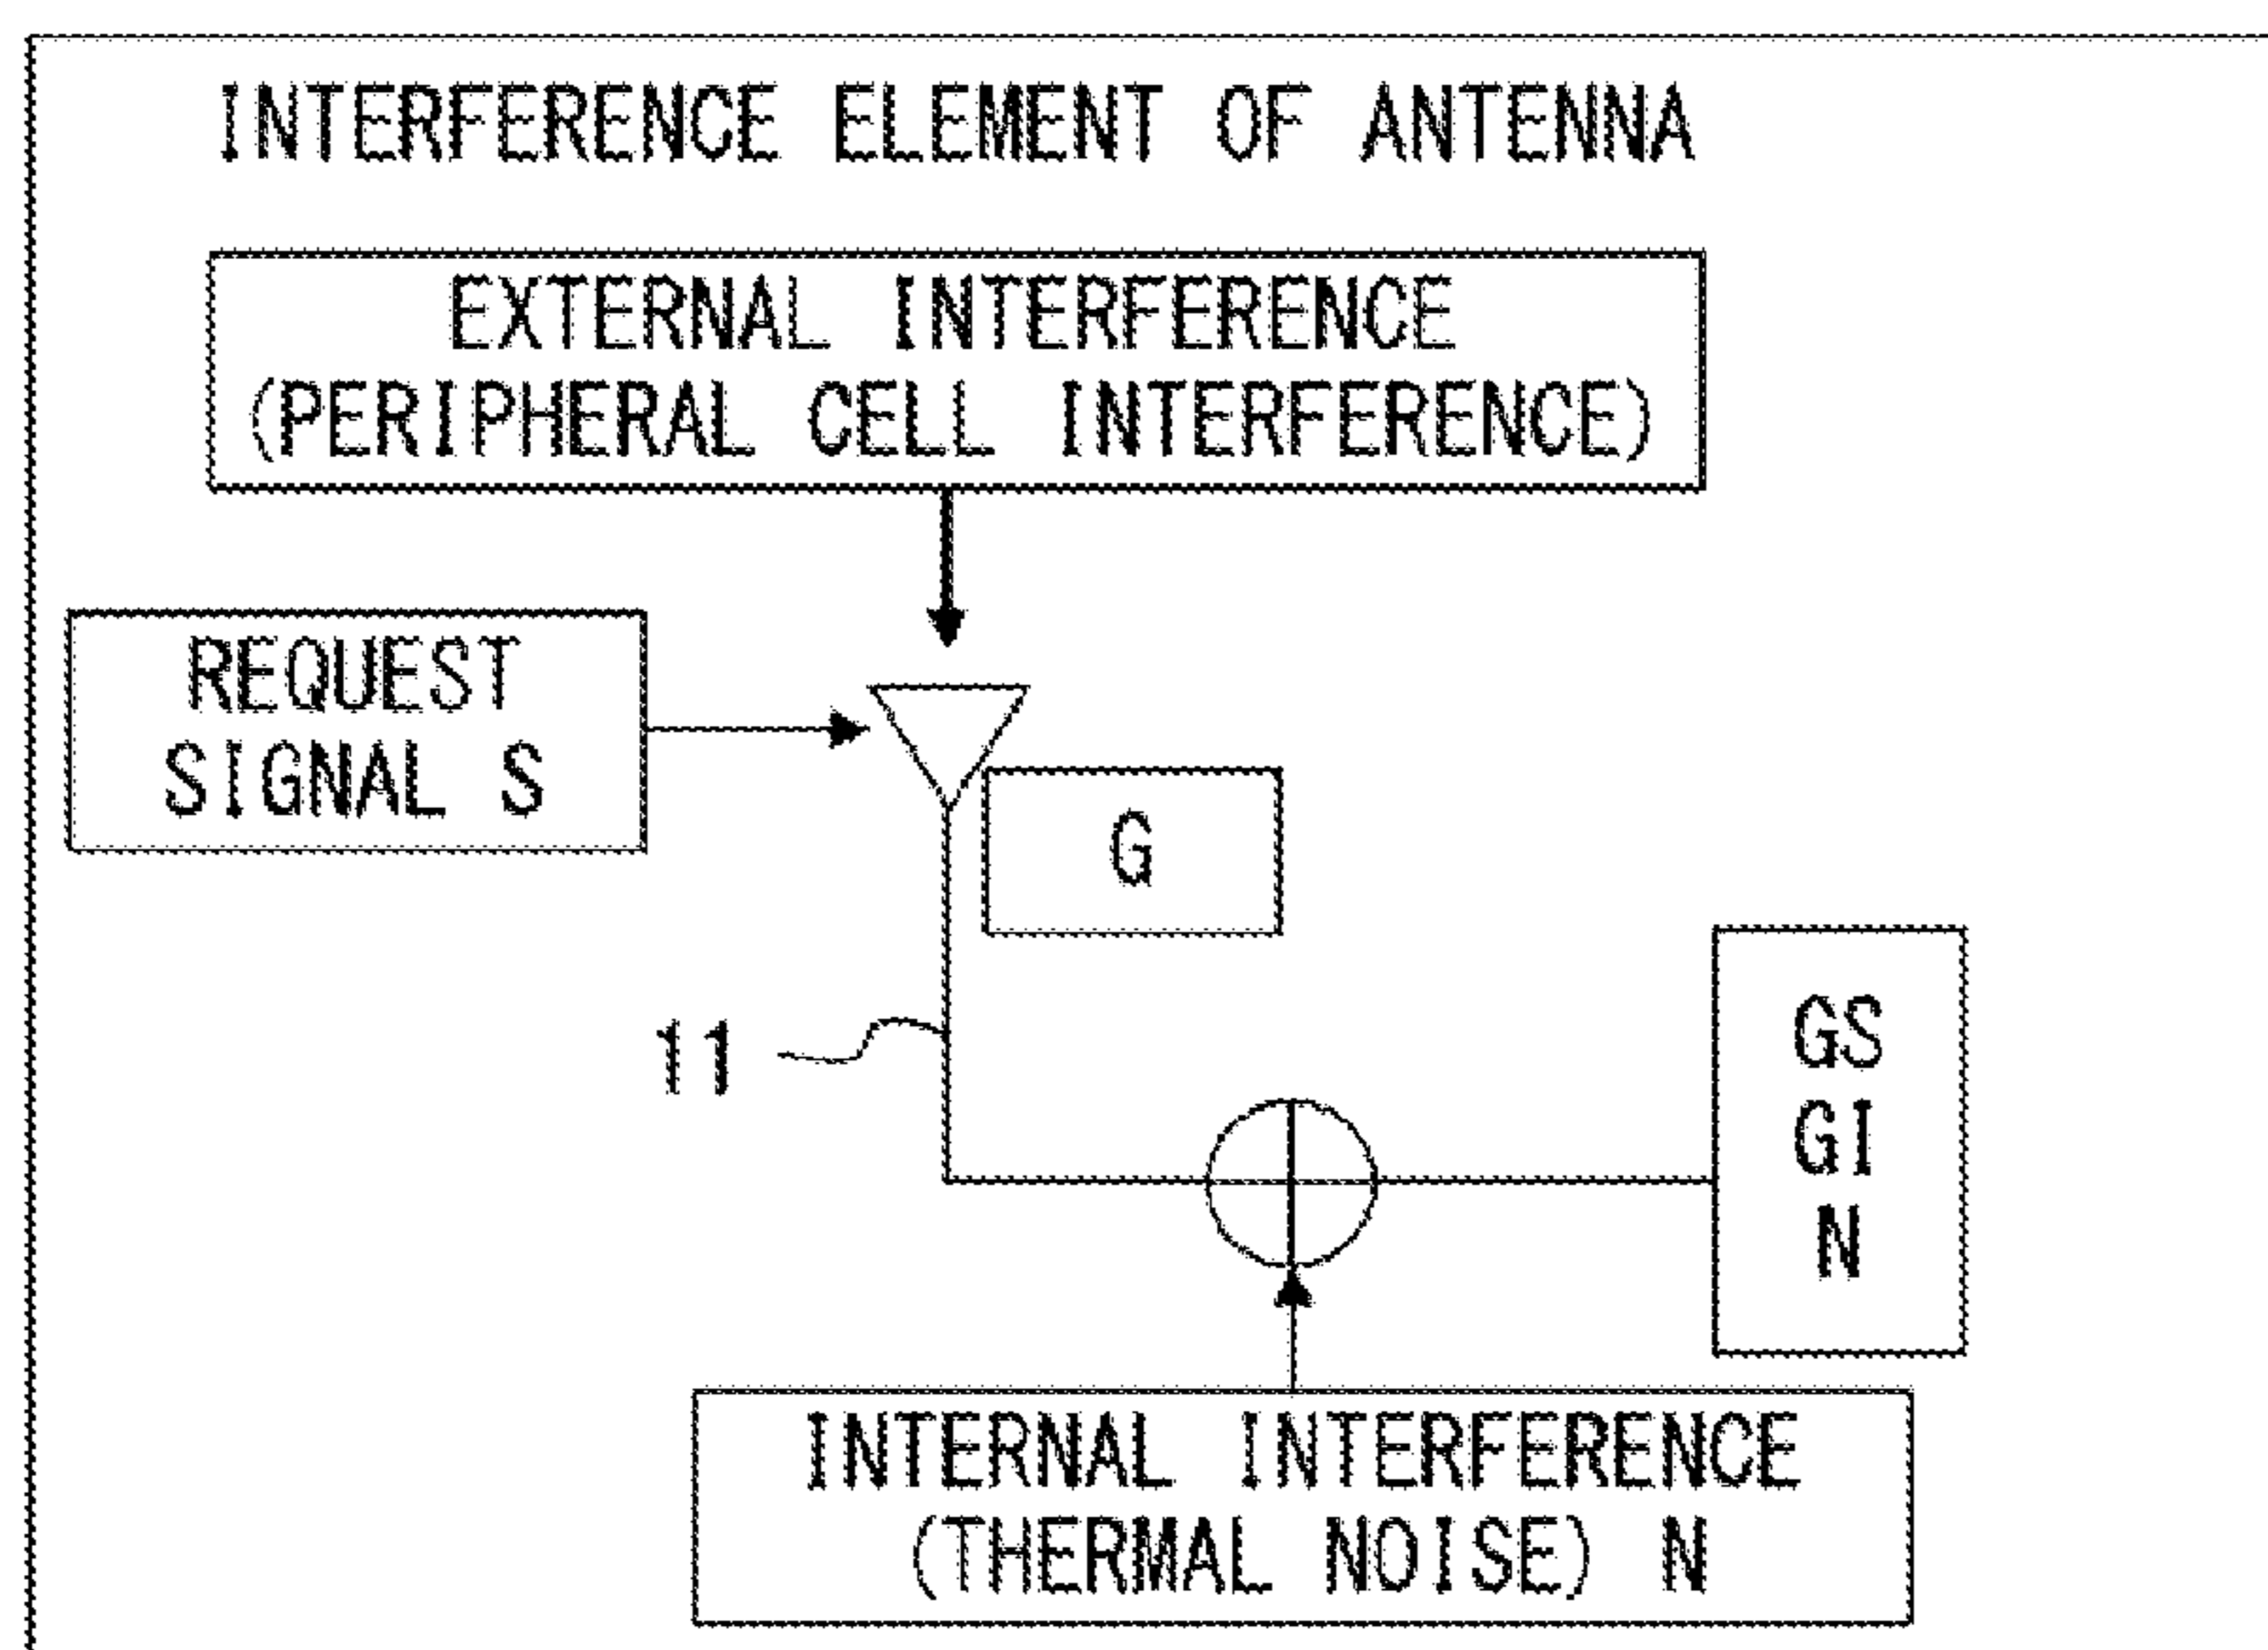 INTERFERENCE ELEMENT OF ANTENNA
EXTERNAL INTERFERENCE
(PERIPHERAL CELL INTERFERENCE)
REQUEST
SIGNAL S
G
11
GS
GI
N
INTERNAL INTERFERENCE
(THERMAL NOISE) N